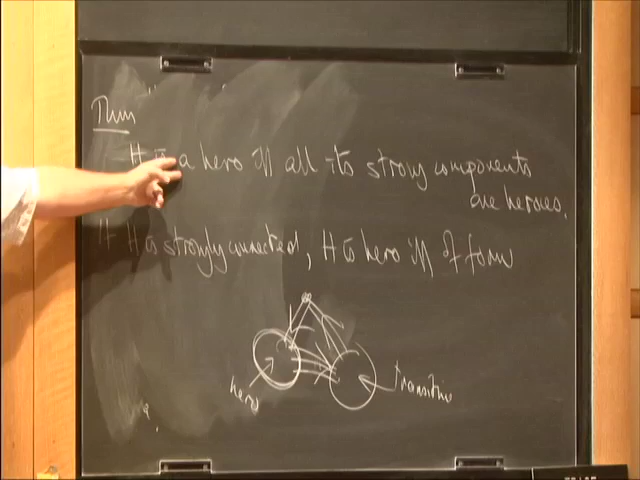 Thm
H is a hero iff all its strong components
are heroes.
If H is strongly connected, H is hero iff of form
hero
transitive